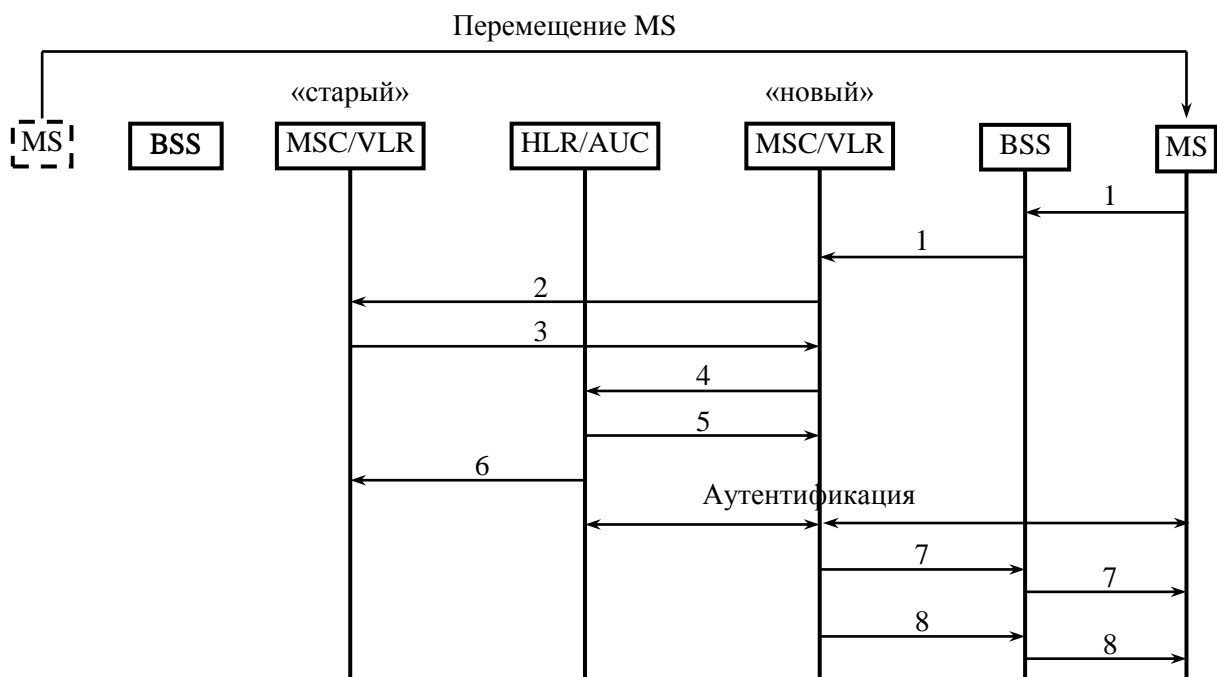 Перемещение MS
«старый»
«новый»
MS
BSS
MSC/VLR
HLR/AUC
MSC/VLR
BSS
MS
1
1
2
3
4
5
6
Аутентификация
7
7
8
8